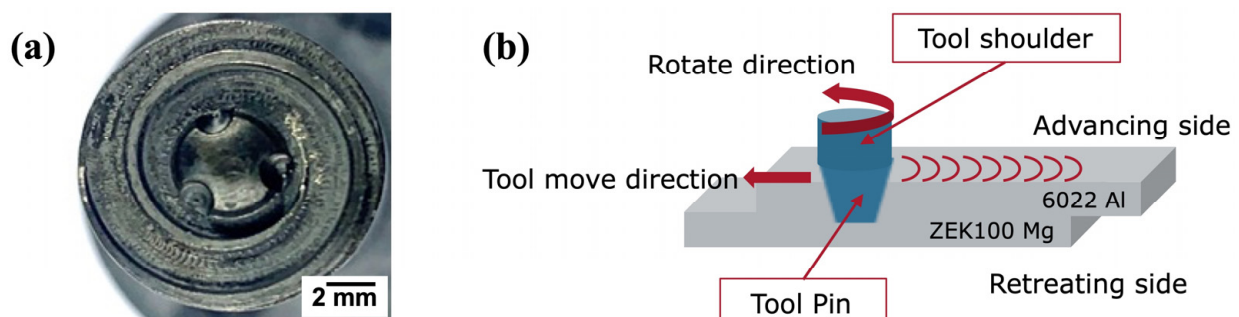 (a)
2 mm
(b)
Tool shoulder
Rotate direction
Advancing side
Tool move direction
6022 Al
ZEK100 Mg
Retreating side
Tool Pin